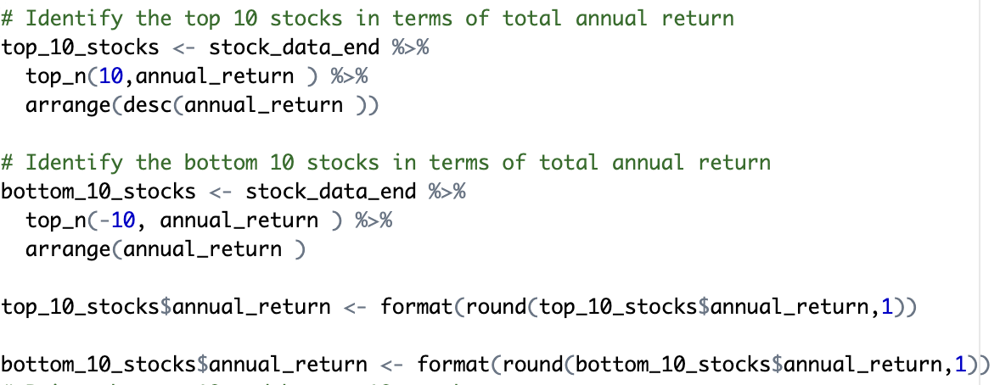 # Identify the top 10 stocks in terms of total annual return
top_10_stocks <- stock_data_end %>%
  top_n(10,annual_return ) %>%
  arrange(desc(annual_return ))

# Identify the bottom 10 stocks in terms of total annual return
bottom_10_stocks <- stock_data_end %>%
  top_n(-10, annual_return ) %>%
  arrange(annual_return )

top_10_stocks$annual_return <- format(round(top_10_stocks$annual_return,1))

bottom_10_stocks$annual_return <- format(round(bottom_10_stocks$annual_return,1))